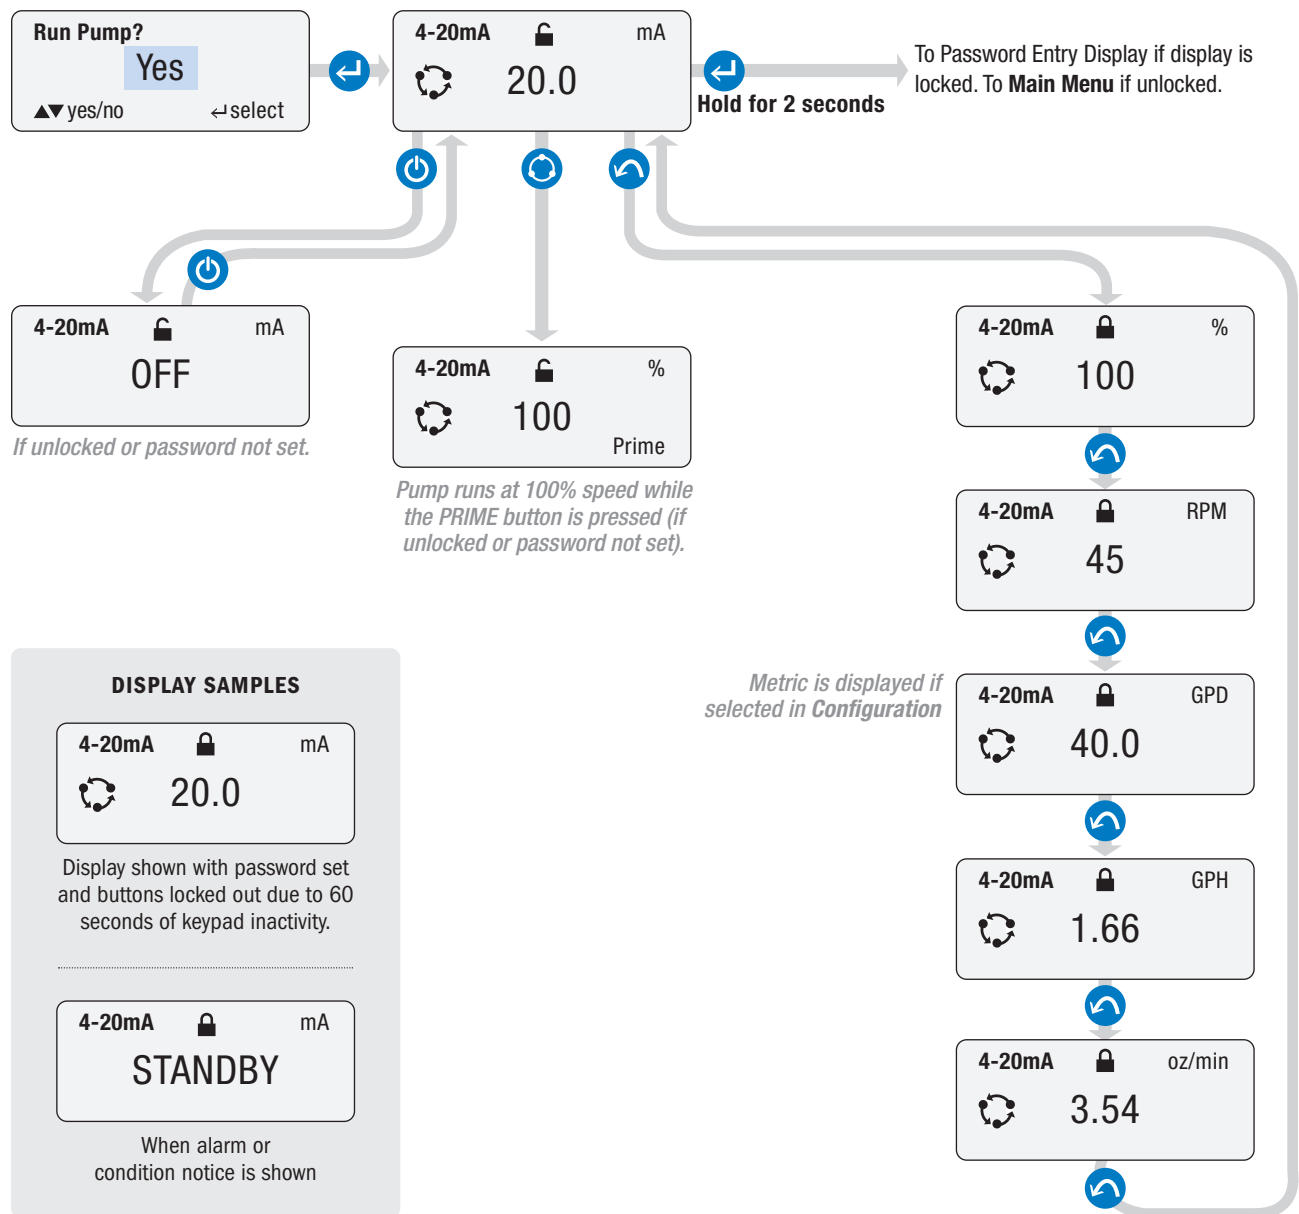 Run Pump?
Yes
▲▼ yes/no ↵ select
4-20mA mA
20.0
Hold for 2 seconds
To Password Entry Display if display is
locked. To Main Menu if unlocked.
4-20mA mA
OFF
If unlocked or password not set.
4-20mA %
100
Prime
Pump runs at 100% speed while
the PRIME button is pressed (if
unlocked or password not set).
4-20mA %
100
4-20mA RPM
45
Metric is displayed if
selected in Configuration
4-20mA GPD
40.0
4-20mA GPH
1.66
4-20mA oz/min
3.54
DISPLAY SAMPLES
4-20mA mA
20.0
Display shown with password set
and buttons locked out due to 60
seconds of keypad inactivity.
4-20mA mA
STANDBY
When alarm or
condition notice is shown